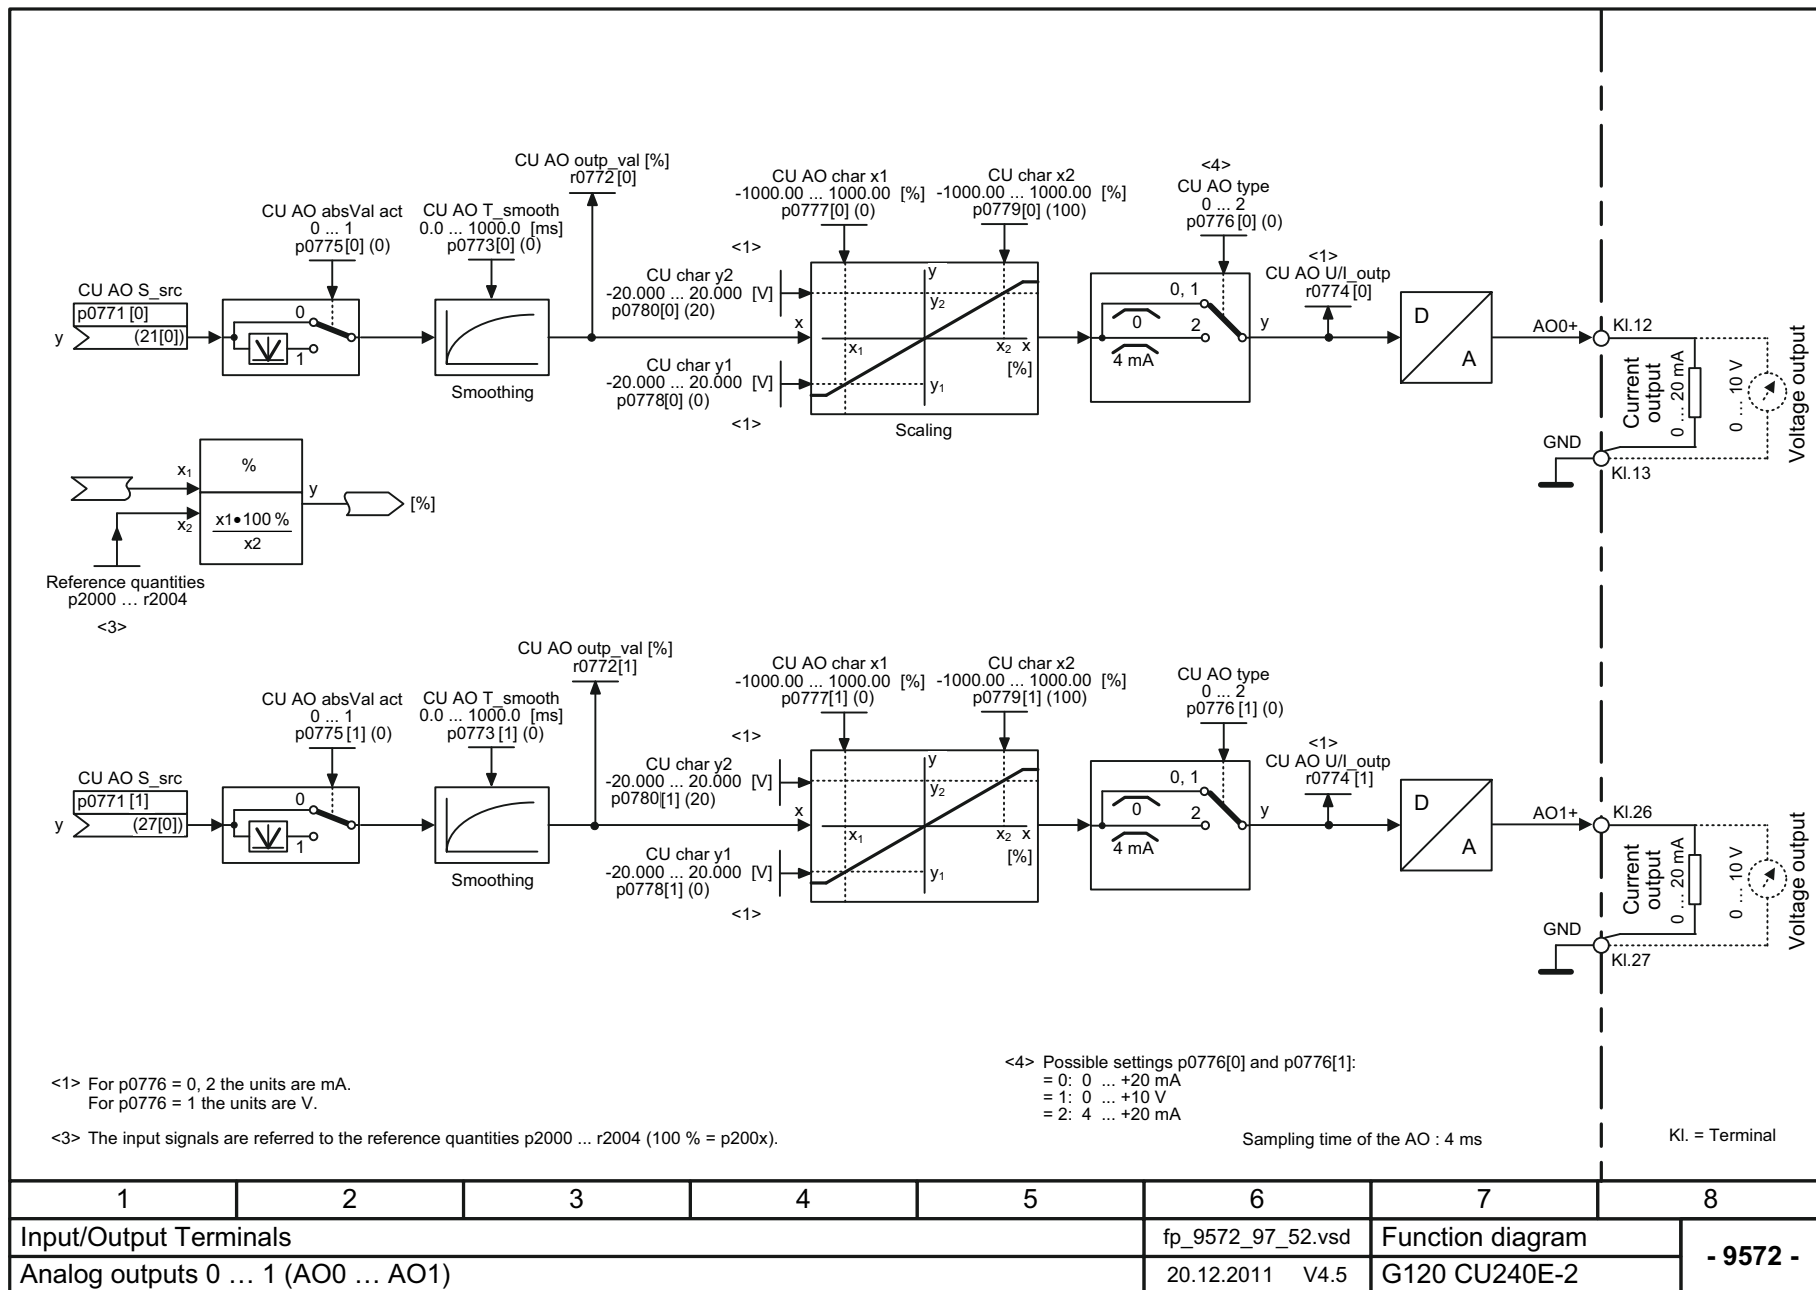 CU AO outp_val [%]
r0772 [0]
CU AO absVal act
0 ... 1
p0775[0] (0)
CU AO T_smooth
0.0 ... 1000.0 [ms]
p0773[0] (0)
CU AO char x1
-1000.00 ... 1000.00 [%]
p0777[0] (0)
CU char x2
-1000.00 ... 1000.00 [%]
p0779[0] (100)
<4>
CU AO type
0 ... 2
p0776[0] (0)
<1>
CU char y2
-20.000 ... 20.000 [V]
p0780[0] (20)
<1>
CU AO U/I_outp
r0774 [0]
CU AO S_src
p0771 [0]
(21[0])
y
0
1
Smoothing
x
CU char y1
-20.000 ... 20.000 [V]
p0778[0] (0)
<1>
y
y2
x1
x2 x
[%]
y1
Scaling
0, 1
0
2
4 mA
y
D
A
AO0+
Kl.12
Current output
0 ... 20 mA
0 ... 10 V
Voltage output
GND
Kl.13
x1
x2
%
x1•100 %
x2
y
[%]
Reference quantities
p2000 ... r2004
<3>
CU AO outp_val [%]
r0772[1]
CU AO absVal act
0 ... 1
p0775 [1] (0)
CU AO T_smooth
0.0 ... 1000.0 [ms]
p0773 [1] (0)
CU AO char x1
-1000.00 ... 1000.00 [%]
p0777[1] (0)
CU char x2
-1000.00 ... 1000.00 [%]
p0779[1] (100)
CU AO type
0 ... 2
p0776 [1] (0)
<1>
CU char y2
-20.000 ... 20.000 [V]
p0780[1] (20)
<1>
CU AO U/I_outp
r0774 [1]
CU AO S_src
p0771 [1]
(27[0])
y
0
1
Smoothing
x
CU char y1
-20.000 ... 20.000 [V]
p0778[1] (0)
<1>
y
y2
x1
x2 x
[%]
y1
0, 1
0
2
4 mA
y
D
A
AO1+
Kl.26
Current output
0 ... 20 mA
0 ... 10 V
Voltage output
GND
Kl.27
<1> For p0776 = 0, 2 the units are mA.
For p0776 = 1 the units are V.
<3> The input signals are referred to the reference quantities p2000 ... r2004 (100 % = p200x).
<4> Possible settings p0776[0] and p0776[1]:
= 0: 0 ... +20 mA
= 1: 0 ... +10 V
= 2: 4 ... +20 mA
Sampling time of the AO : 4 ms
Kl. = Terminal
1 2 3 4 5 6 7 8
Input/Output Terminals
fp_9572_97_52.vsd
Function diagram
- 9572 -
Analog outputs 0 ... 1 (AO0 ... AO1)
20.12.2011 V4.5
G120 CU240E-2